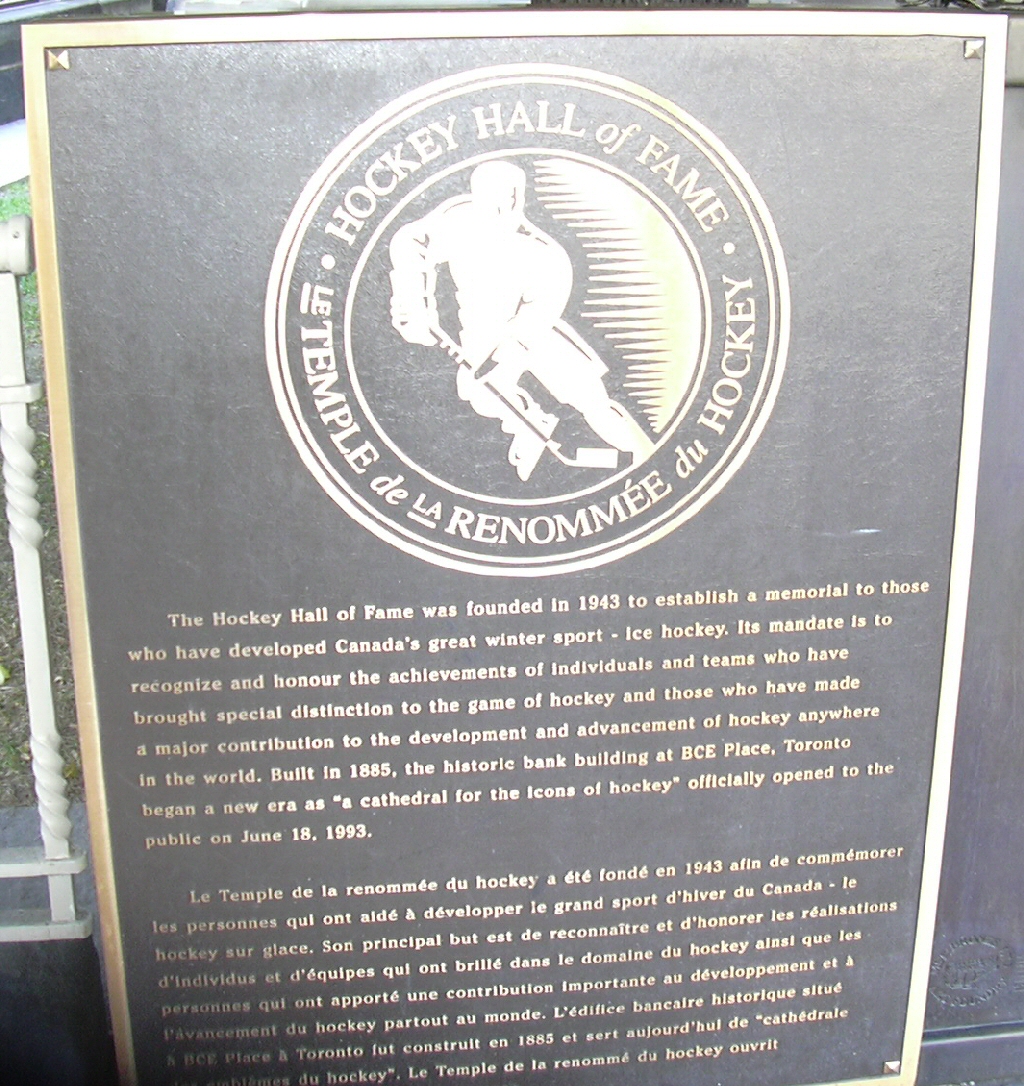 HOCKEY HALL of FAME
LE TEMPLE de LA RENOMMÉE du HOCKEY
The Hockey Hall of Fame was founded in 1943 to establish a memorial to those
who have developed Canada's great winter sport - ice hockey. Its mandate is to
recognize and honour the achievements of individuals and teams who have
brought special distinction to the game of hockey and those who have made
a major contribution to the development and advancement of hockey anywhere
in the world. Built in 1885, the historic bank building at BCE Place, Toronto
began a new era as "a cathedral for the icons of hockey" officially opened to the
public on June 18, 1993.
Le Temple de la renommée du hockey a été fondé en 1943 afin de commémorer
les personnes qui ont aidé à développer le grand sport d'hiver du Canada - le
hockey sur glace. Son principal but est de reconnaître et d'honorer les réalisations
d'individus et d'équipes qui ont brillé dans le domaine du hockey ainsi que les
personnes qui ont apporté une contribution importante au développement et à
l'avancement du hockey partout au monde. L'édifice bancaire historique situé
à BCE Place à Toronto fut construit en 1885 et sert aujourd'hui de "cathédrale
emblèmes du hockey". Le Temple de la renommé du hockey ouvrit